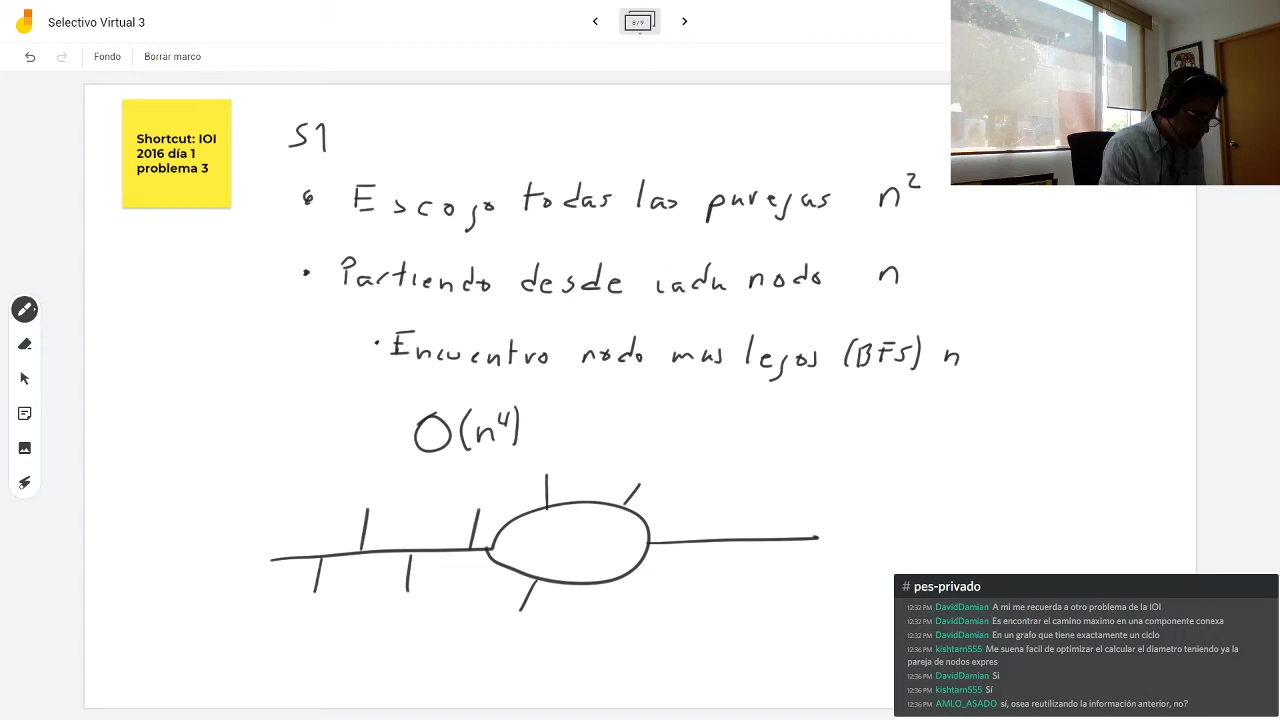 Selectivo Virtual 3
8 / 9
Fondo
Borrar marco
Shortcut: IOI
2016 día 1
problema 3
S1
• Escojo todas las parejas n²
• Partiendo desde cada nodo n
• Encuentro nodo mas lejos (BFS) n
O(n⁴)
# pes-privado
12:32 PM DavidDamian A mi me recuerda a otro problema de la IOI
12:32 PM DavidDamian Es encontrar el camino maximo en una componente conexa
12:32 PM DavidDamian En un grafo que tiene exactamente un ciclo
12:36 PM kishtarn555 Me suena facil de optimizar el calcular el diametro teniendo ya la
pareja de nodos expres
12:36 PM DavidDamian Si
12:36 PM kishtarn555 Sí
12:36 PM AMLO_ASADO sí, osea reutilizando la información anterior, no?